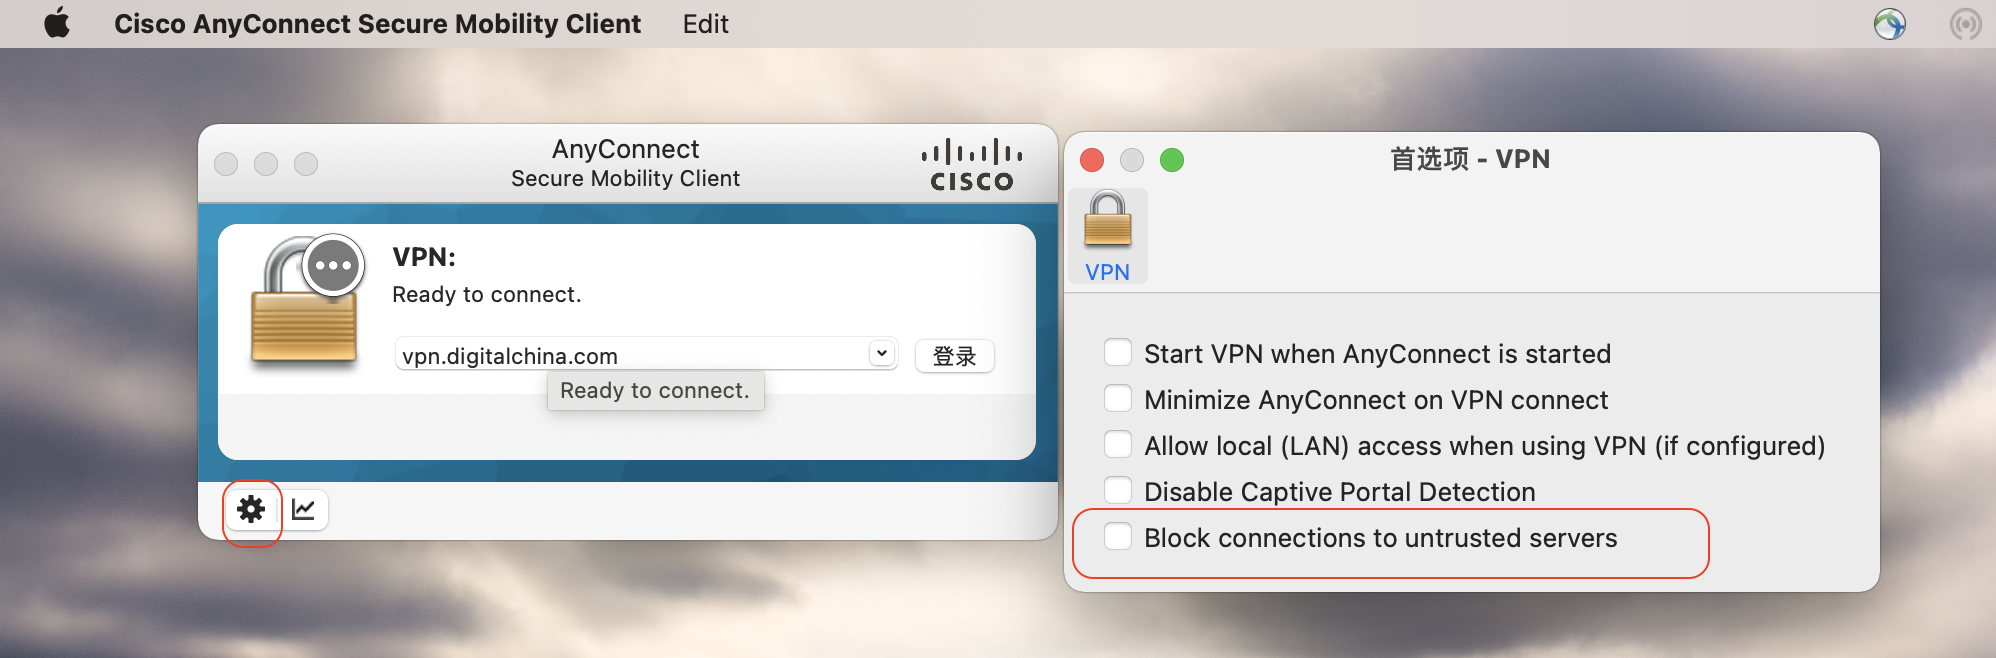 Cisco AnyConnect Secure Mobility Client Edit
AnyConnect
Secure Mobility Client
CISCO
VPN:
Ready to connect.
vpn.digitalchina.com
登录
Ready to connect.
首选项 - VPN
VPN
Start VPN when AnyConnect is started
Minimize AnyConnect on VPN connect
Allow local (LAN) access when using VPN (if configured)
Disable Captive Portal Detection
Block connections to untrusted servers